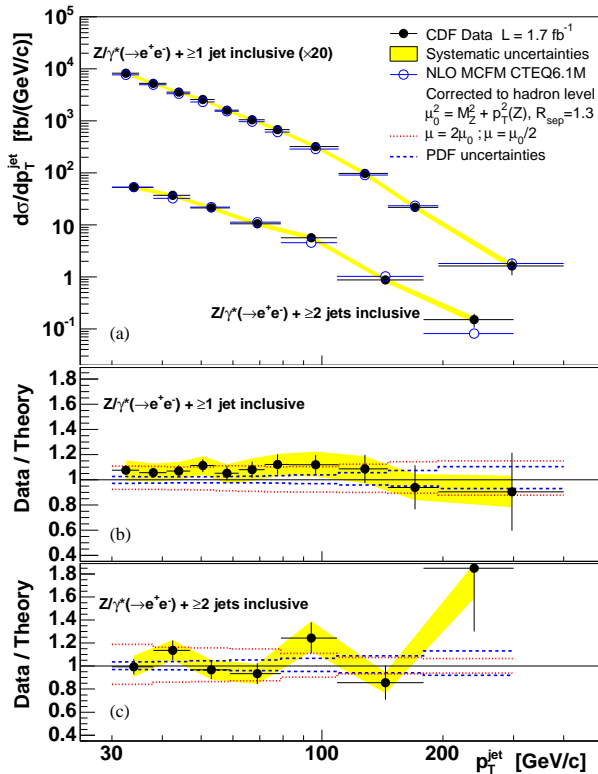 dσ/dp_T^jet [fb/(GeV/c)]
10^5
10^4
10^3
10^2
10
1
10^-1
Z/γ*(→e⁺e⁻) + ≥1 jet inclusive (×20)
CDF Data L = 1.7 fb⁻¹
Systematic uncertainties
NLO MCFM CTEQ6.1M
Corrected to hadron level
μ₀² = M_Z² + p_T²(Z), R_sep=1.3
μ = 2μ₀ ; μ = μ₀/2
PDF uncertainties
Z/γ*(→e⁺e⁻) + ≥2 jets inclusive
(a)
Data / Theory
1.8
1.6
1.4
1.2
1
0.8
0.6
0.4
Z/γ*(→e⁺e⁻) + ≥1 jet inclusive
(b)
Data / Theory
1.8
1.6
1.4
1.2
1
0.8
0.6
0.4
Z/γ*(→e⁺e⁻) + ≥2 jets inclusive
(c)
30
100
200
p_T^jet [GeV/c]